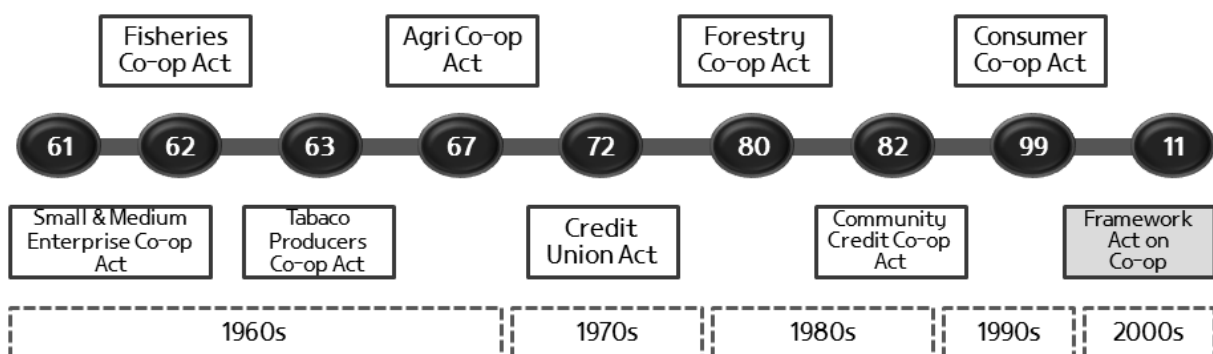 Fisheries
Co-op Act
Agri Co-op
Act
Forestry
Co-op Act
Consumer
Co-op Act
61
62
63
67
72
80
82
99
11
Small & Medium
Enterprise Co-op
Act
Tabaco
Producers
Co-op Act
Credit
Union Act
Community
Credit Co-op
Act
Framework
Act on
Co-op
1960s
1970s
1980s
1990s
2000s